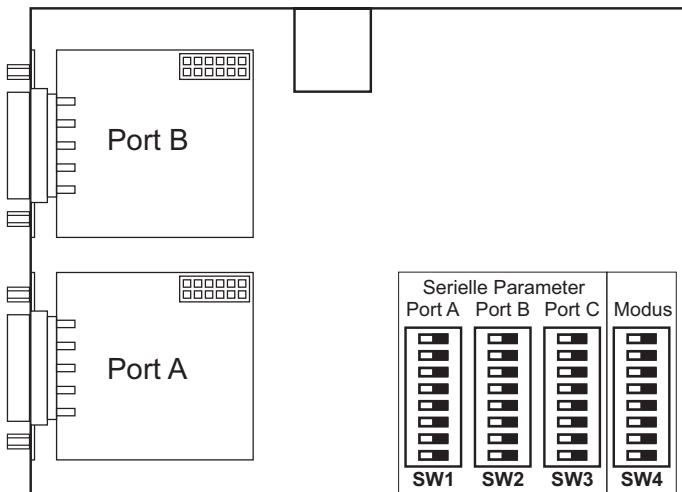 Port B
Port A
Serielle Parameter
Port A Port B Port C Modus
SW1 SW2 SW3 SW4